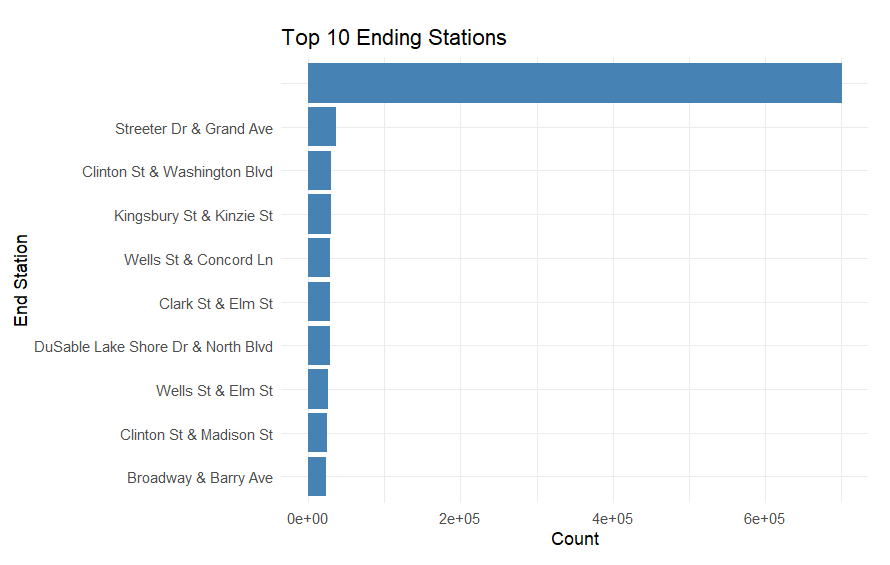 Top 10 Ending Stations
Streeter Dr & Grand Ave
Clinton St & Washington Blvd
Kingsbury St & Kinzie St
Wells St & Concord Ln
Clark St & Elm St
DuSable Lake Shore Dr & North Blvd
Wells St & Elm St
Clinton St & Madison St
Broadway & Barry Ave
End Station
0e+00 2e+05 4e+05 6e+05
Count